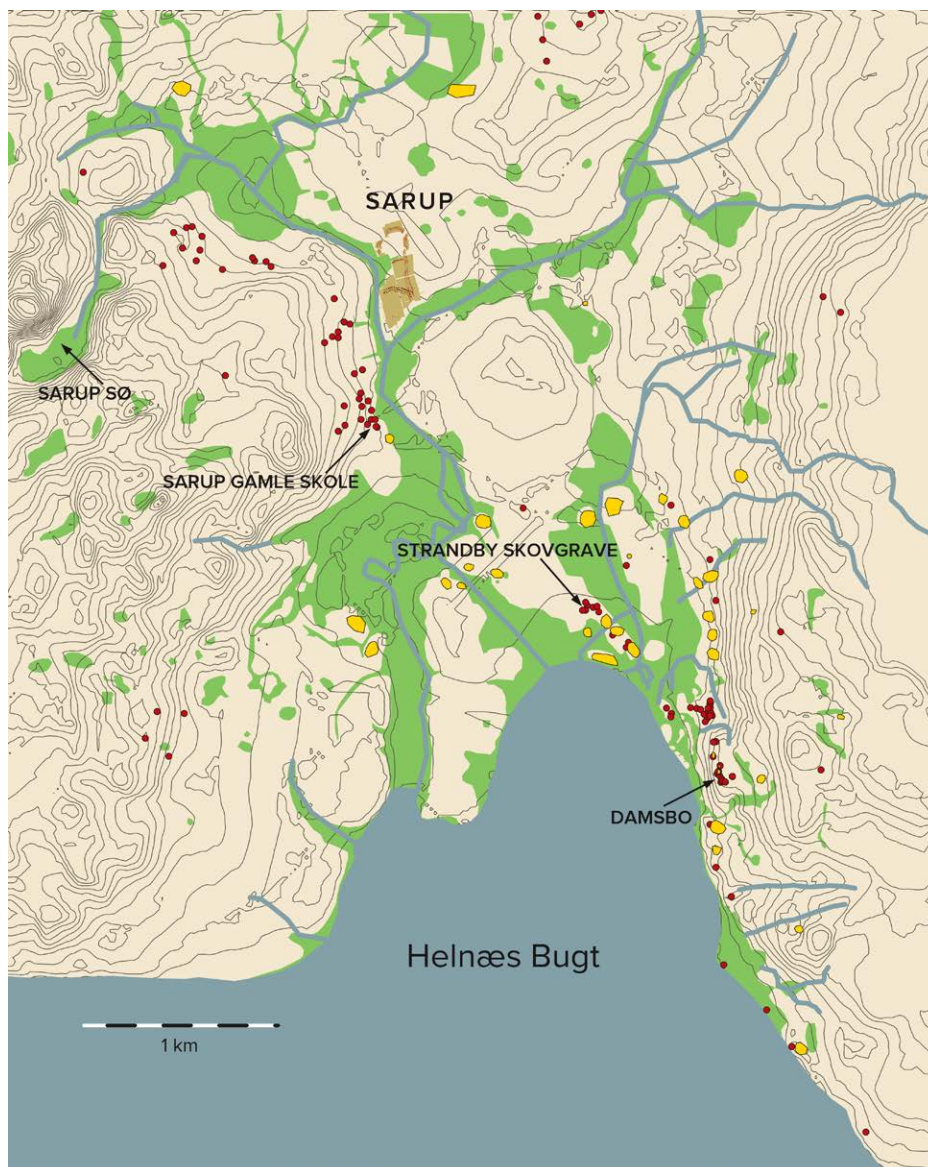 SARUP
SARUP SØ
SARUP GAMLE SKOLE
STRANDBY SKOVGRAVE
DAMSBO
Helnæs Bugt
1 km